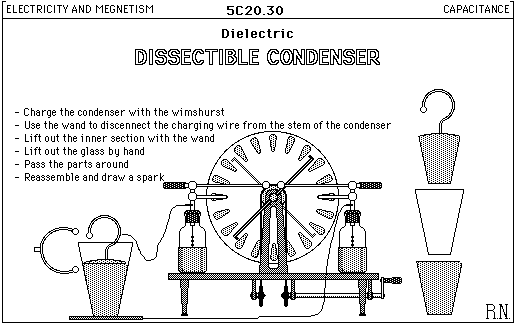 ELECTRICITY AND MEGNETISM 5C20.30 CAPACITANCE
Dielectric
DISSECTIBLE CONDENSER
- Charge the condenser with the wimshurst
- Use the wand to discennect the charging wire from the stem of the condenser
- Lift out the inner section with the wand
- Lift out the glass by hand
- Pass the parts around
- Reassemble and draw a spark
R.N.